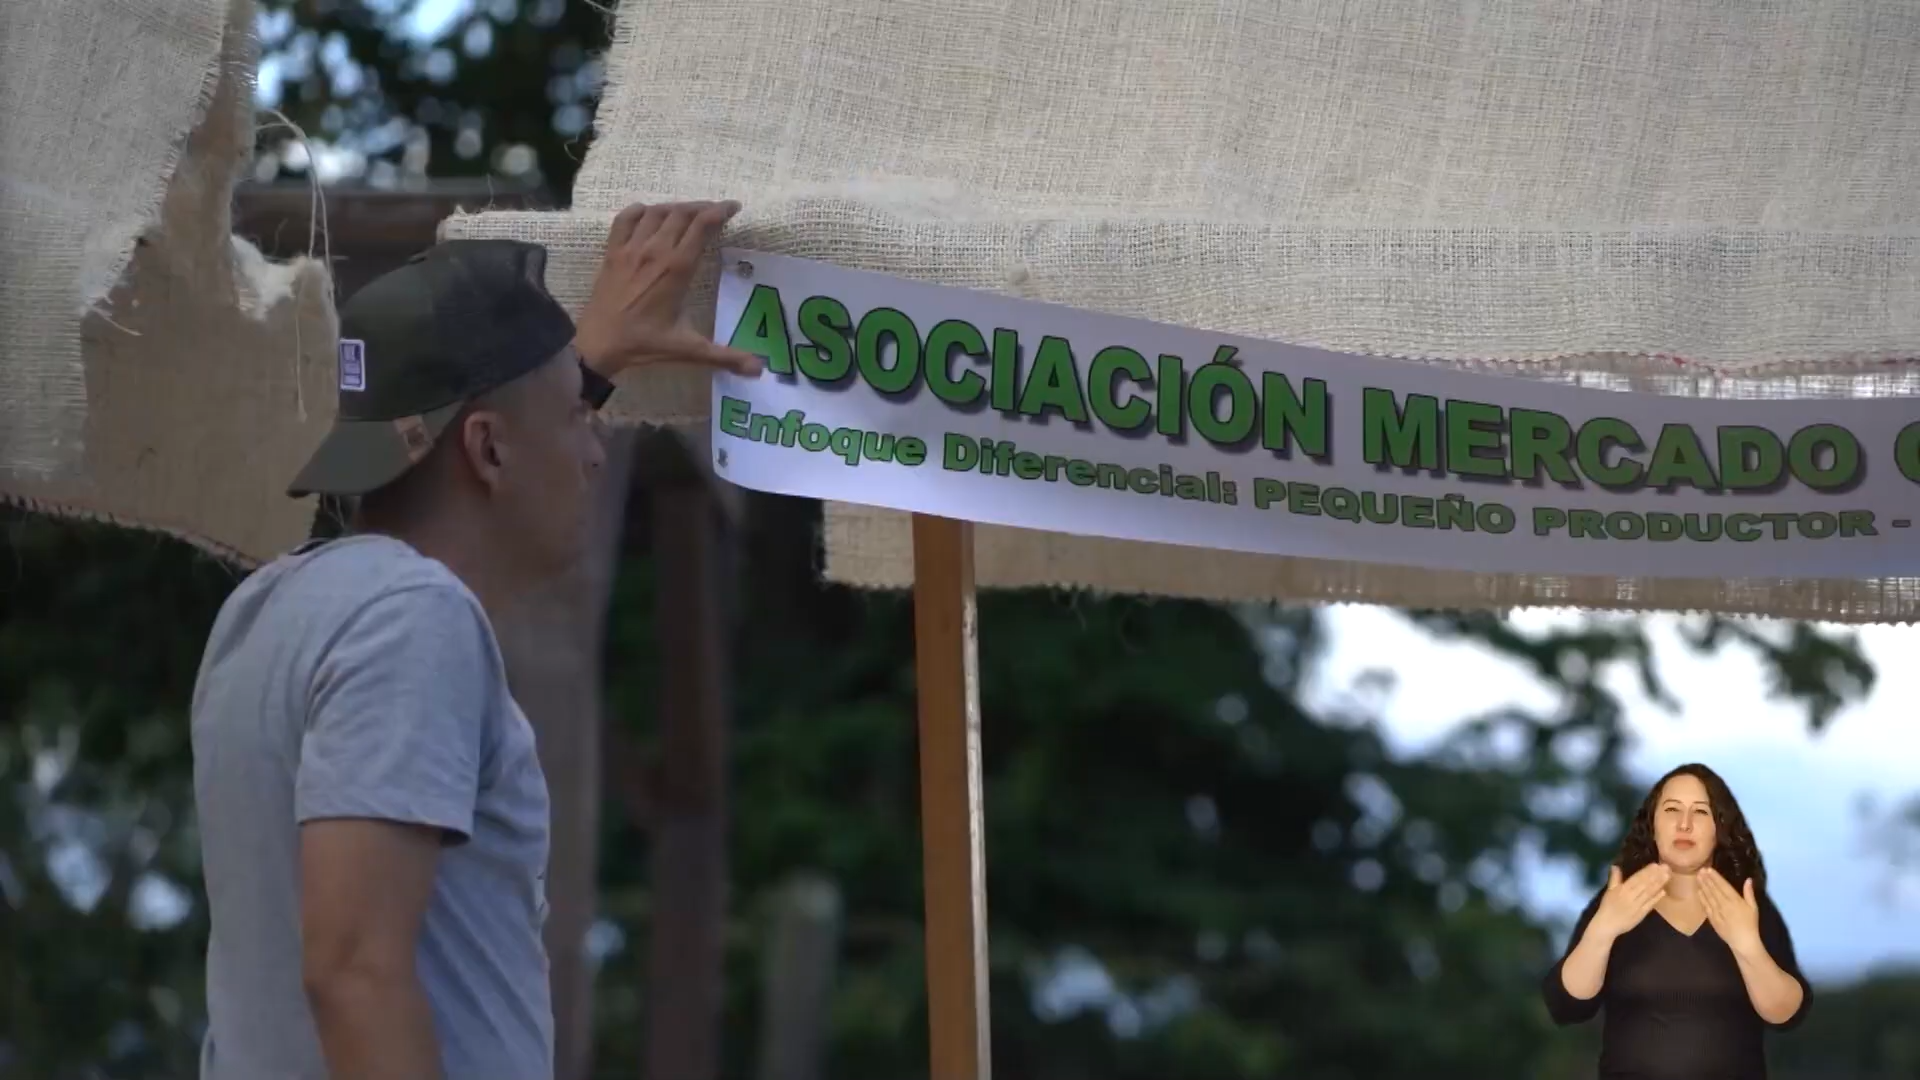 ASOCIACIÓN MERCADO
Enfoque Diferencial: PEQUEÑO PRODUCTOR -